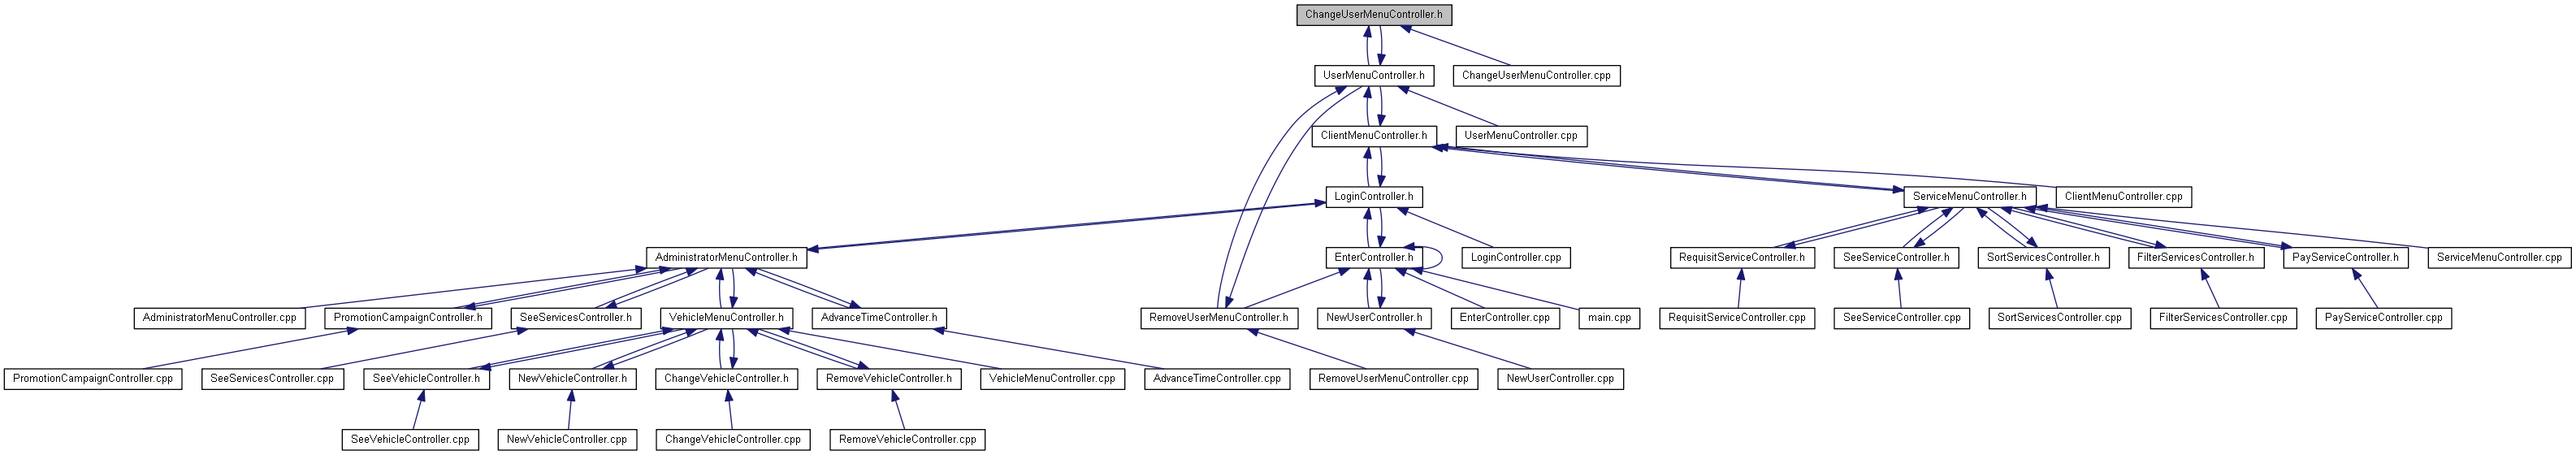 ChangeUserMenuController.h
UserMenuController.h
ChangeUserMenuController.cpp
ClientMenuController.h
UserMenuController.cpp
LoginController.h
ServiceMenuController.h
ClientMenuController.cpp
AdministratorMenuController.h
EnterController.h
LoginController.cpp
RequisitServiceController.h
SeeServiceController.h
SortServicesController.h
FilterServicesController.h
PayServiceController.h
ServiceMenuController.cpp
AdministratorMenuController.cpp
PromotionCampaignController.h
SeeServicesController.h
VehicleMenuController.h
AdvanceTimeController.h
RemoveUserMenuController.h
NewUserController.h
EnterController.cpp
main.cpp
RequisitServiceController.cpp
SeeServiceController.cpp
SortServicesController.cpp
FilterServicesController.cpp
PayServiceController.cpp
PromotionCampaignController.cpp
SeeServicesController.cpp
SeeVehicleController.h
NewVehicleController.h
ChangeVehicleController.h
RemoveVehicleController.h
VehicleMenuController.cpp
AdvanceTimeController.cpp
RemoveUserMenuController.cpp
NewUserController.cpp
SeeVehicleController.cpp
NewVehicleController.cpp
ChangeVehicleController.cpp
RemoveVehicleController.cpp